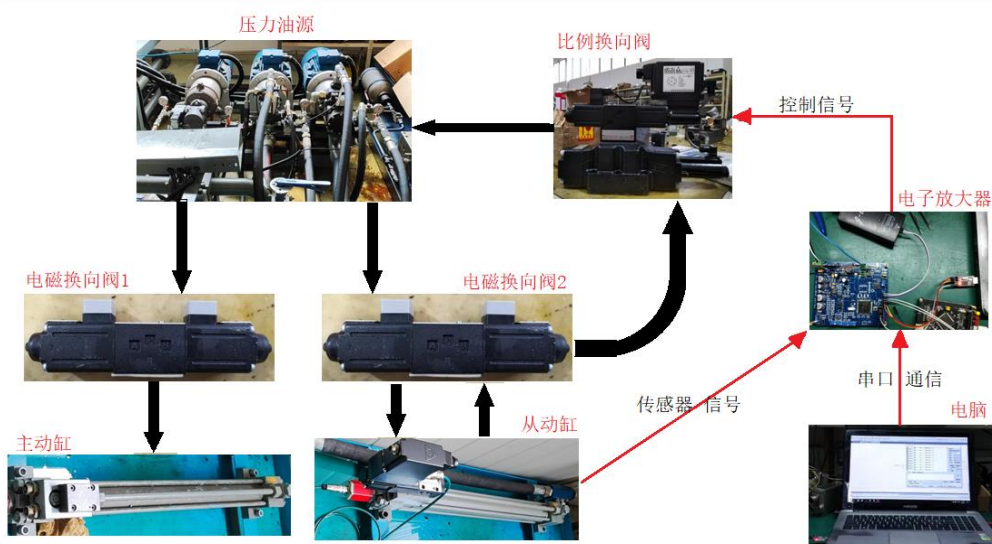 压力油源
比例换向阀
控制信号
电子放大器
电磁换向阀1
电磁换向阀2
串口 通信
传感器 信号
电脑
主动缸
从动缸